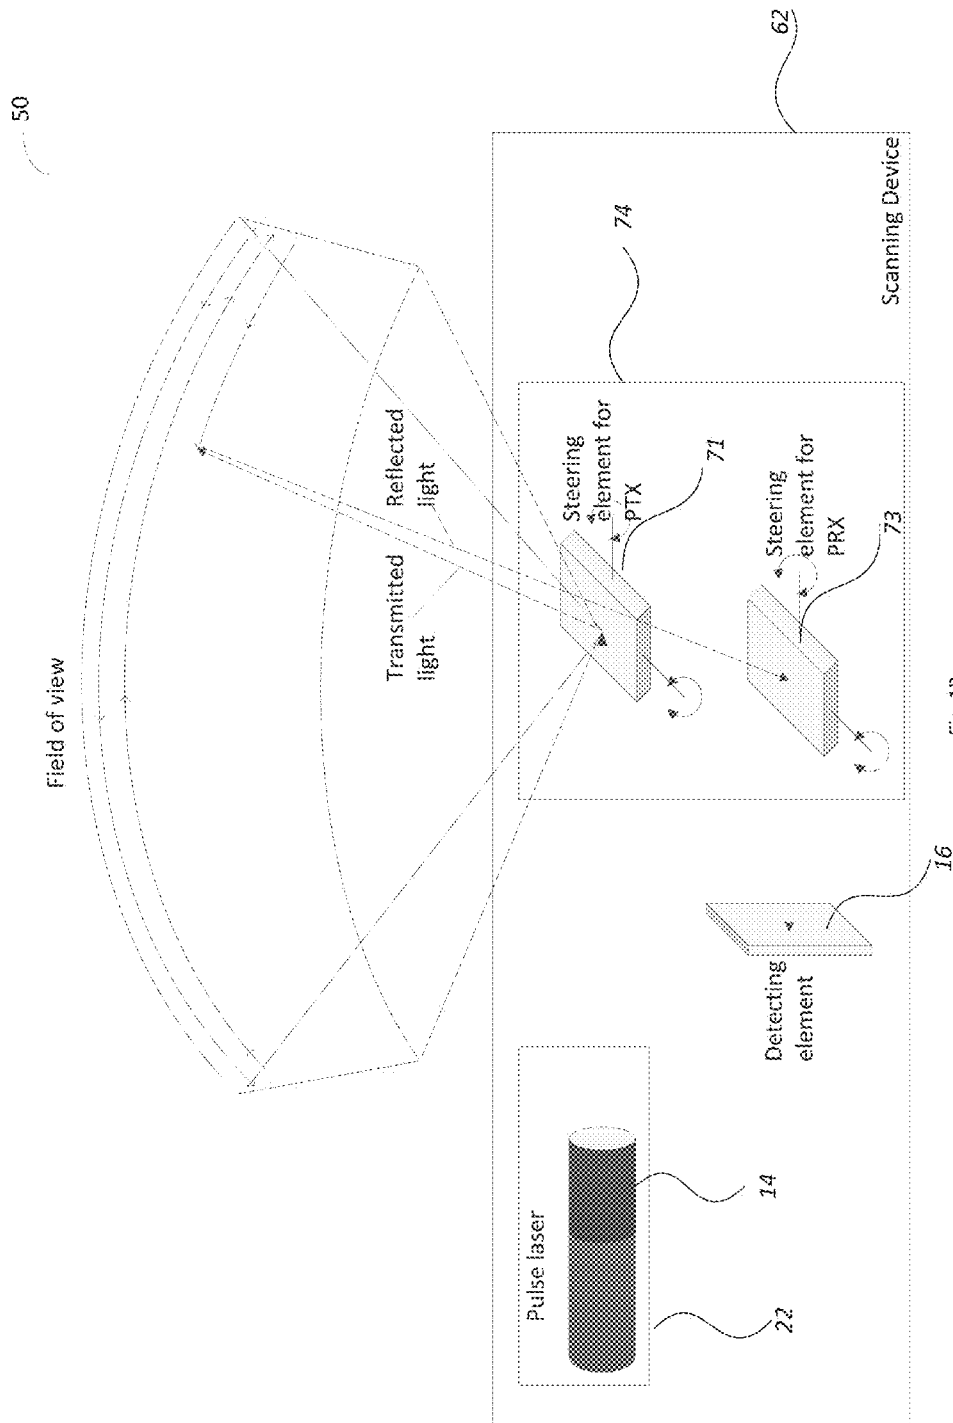 50
Field of view
Transmitted
light
Reflected
light
62
74
Steering
element for
PTX
71
Steering
element for
PRX
73
Pulse laser
14
22
Detecting
element
16
Scanning Device